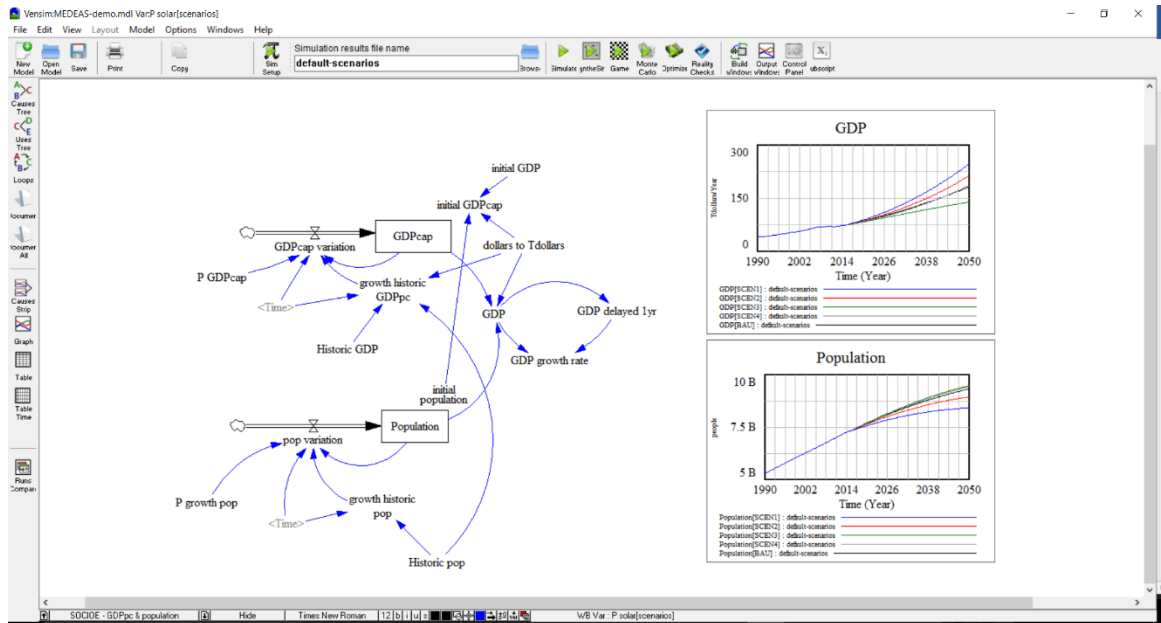 Vensim:MEDEAS-demo.mdl Var:P solar[scenarios]
File Edit View Layout Model Options Windows Help
New Model
Open Model
Save
Print
Copy
Sim Setup
Simulation results file name
default-scenarios
Browse
Simulate
Game
Monte Carlo
Optimize
Reality Checks
Build Windows
Output Windows
Control Panel
Causes Tree
Uses Tree
Loops
All
Causes Strip
Graph
Table
Table Time
Runs Compare
initial GDP
initial GDPcap
GDPcap
GDPcap variation
dollars to Tdollars
P GDPcap
growth historic
GDPpc
<Time>
GDP
GDP delayed 1yr
Historic GDP
GDP growth rate
initial
population
Population
pop variation
P growth pop
growth historic
pop
<Time>
Historic pop
GDP
300
150
0
Tdollars/Year
1990 2002 2014 2026 2038 2050
Time (Year)
GDP[SCEN1] : default-scenarios
GDP[SCEN2] : default-scenarios
GDP[SCEN3] : default-scenarios
GDP[SCEN4] : default-scenarios
GDP[BAU] : default-scenarios
Population
10 B
7.5 B
5 B
people
1990 2002 2014 2026 2038 2050
Time (Year)
Population[SCEN1] : default-scenarios
Population[SCEN2] : default-scenarios
Population[SCEN3] : default-scenarios
Population[SCEN4] : default-scenarios
Population[BAU] : default-scenarios
SOCIOE - GDPpc & population Hide Times New Roman 12 b i u s WB Var : P solar[scenarios]